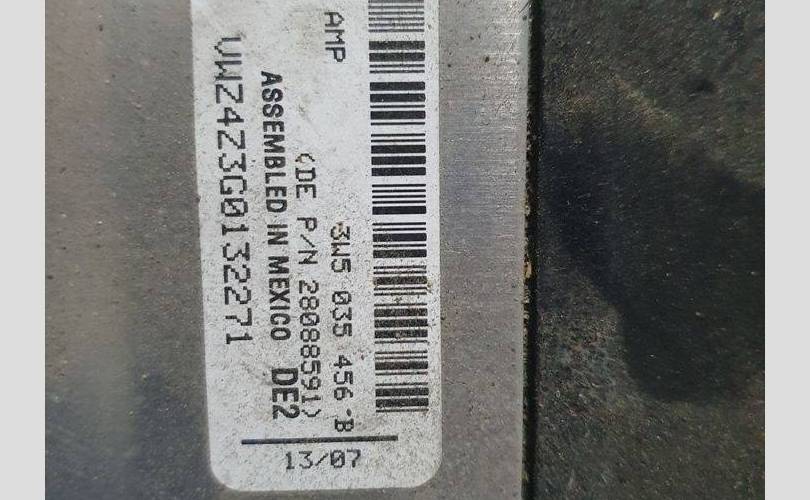 AMP
3W5 035 456 B
(DE P/N 28088591)
ASSEMBLED IN MEXICO DE2
VWZ4Z3G0132271
13/07